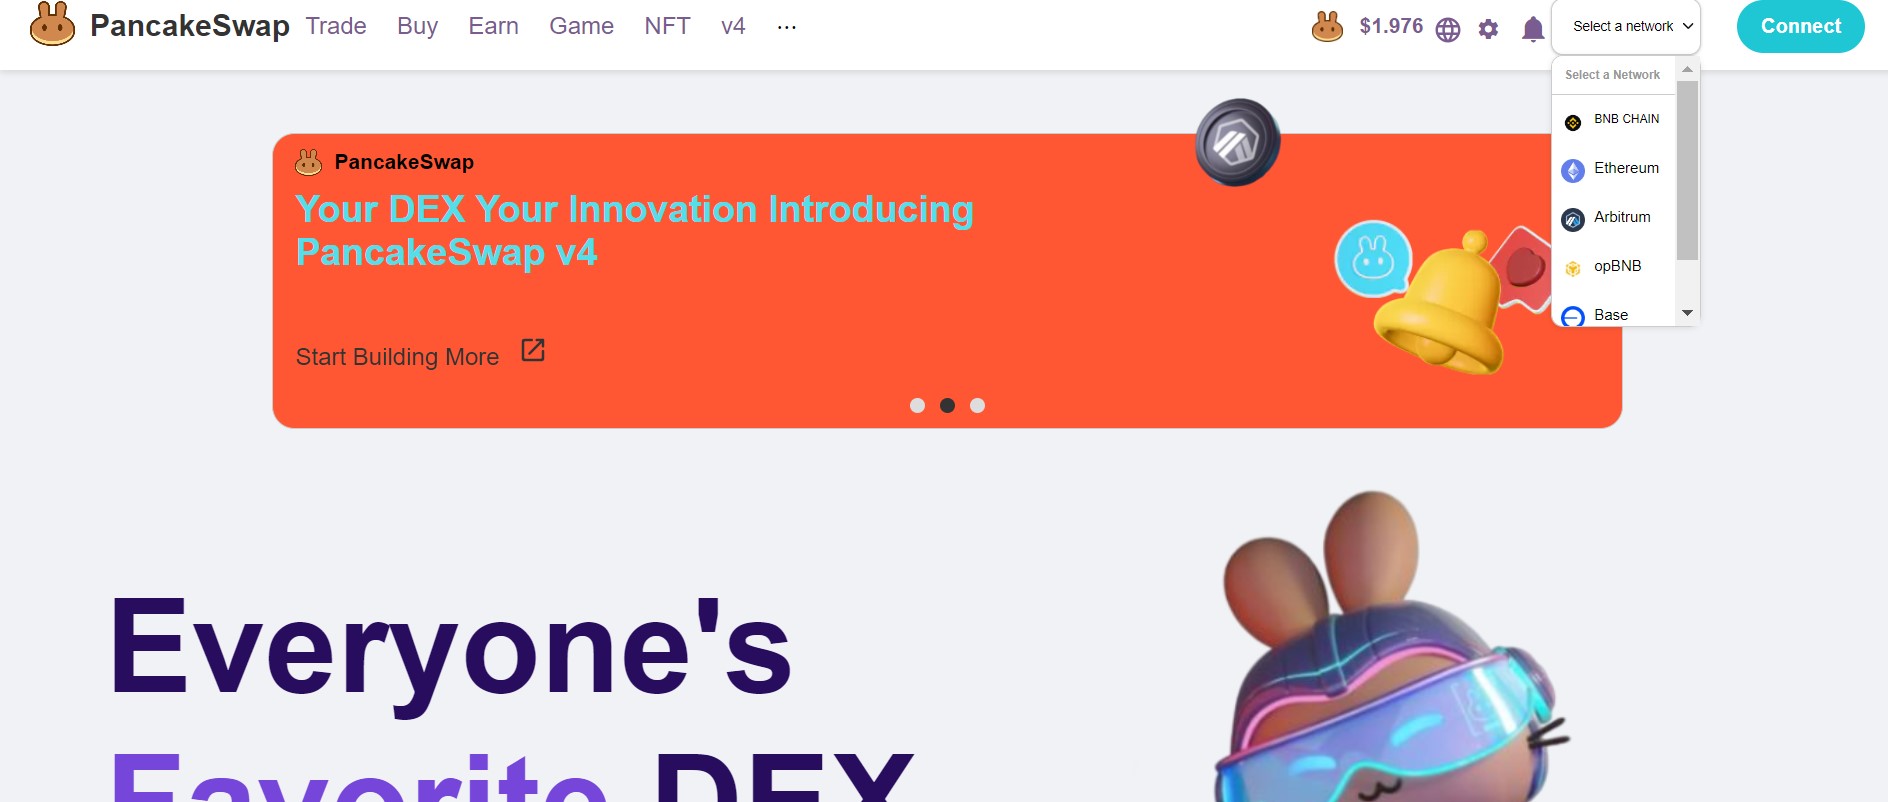 PancakeSwap Trade Buy Earn Game NFT v4 ... $1.976 Select a network Connect
Select a Network
BNB CHAIN
Ethereum
Arbitrum
opBNB
Base
PancakeSwap
Your DEX Your Innovation Introducing
PancakeSwap v4
Start Building More
Everyone's
Favorite DEX